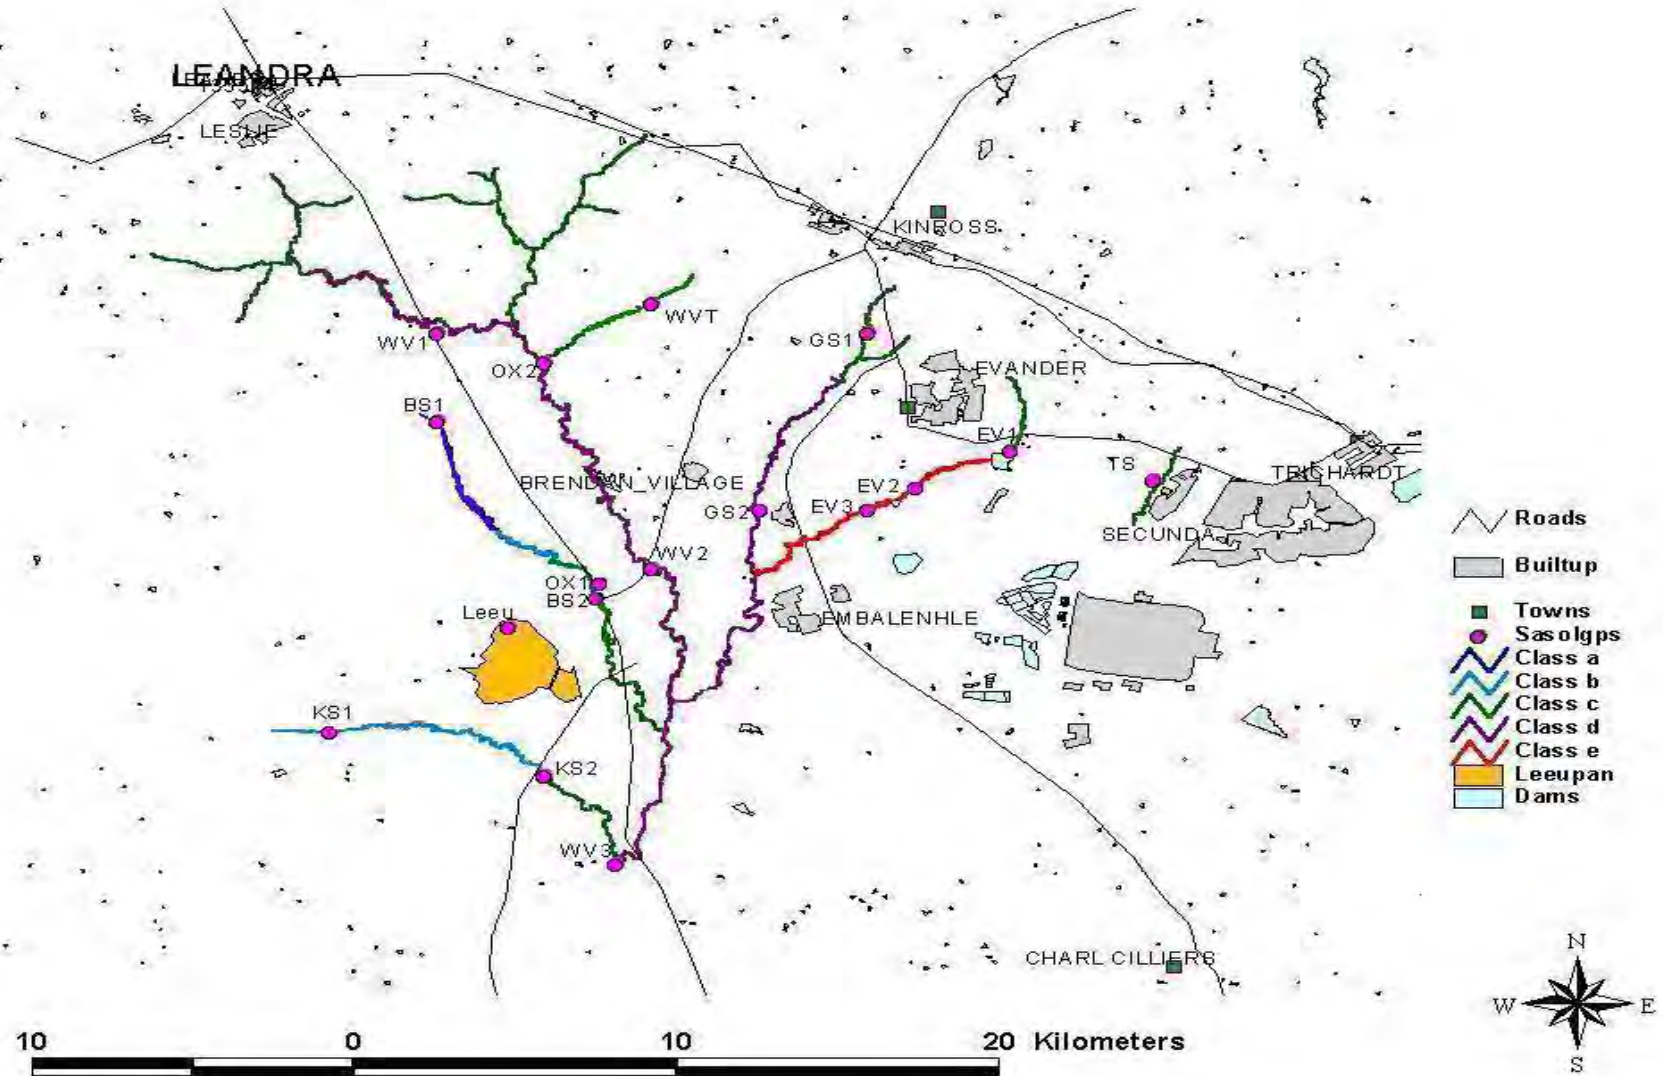 LEANDRA
LESLIE
KINROSS
WVT
WV1
GS1
OX2
EVANDER
BS1
EV1
TS
TRICHARDT
BRENDAN_VILLAGE
EV2
GS2
EV3
SECUNDA
WV2
OX1
BS2
Leeu
EMBALENHLE
KS1
KS2
WV3
CHARL CILLIERS
Roads
Builtup
Towns
Sasolgps
Class a
Class b
Class c
Class d
Class e
Leeupan
Dams
N
W E
S
10 0 10 20 Kilometers